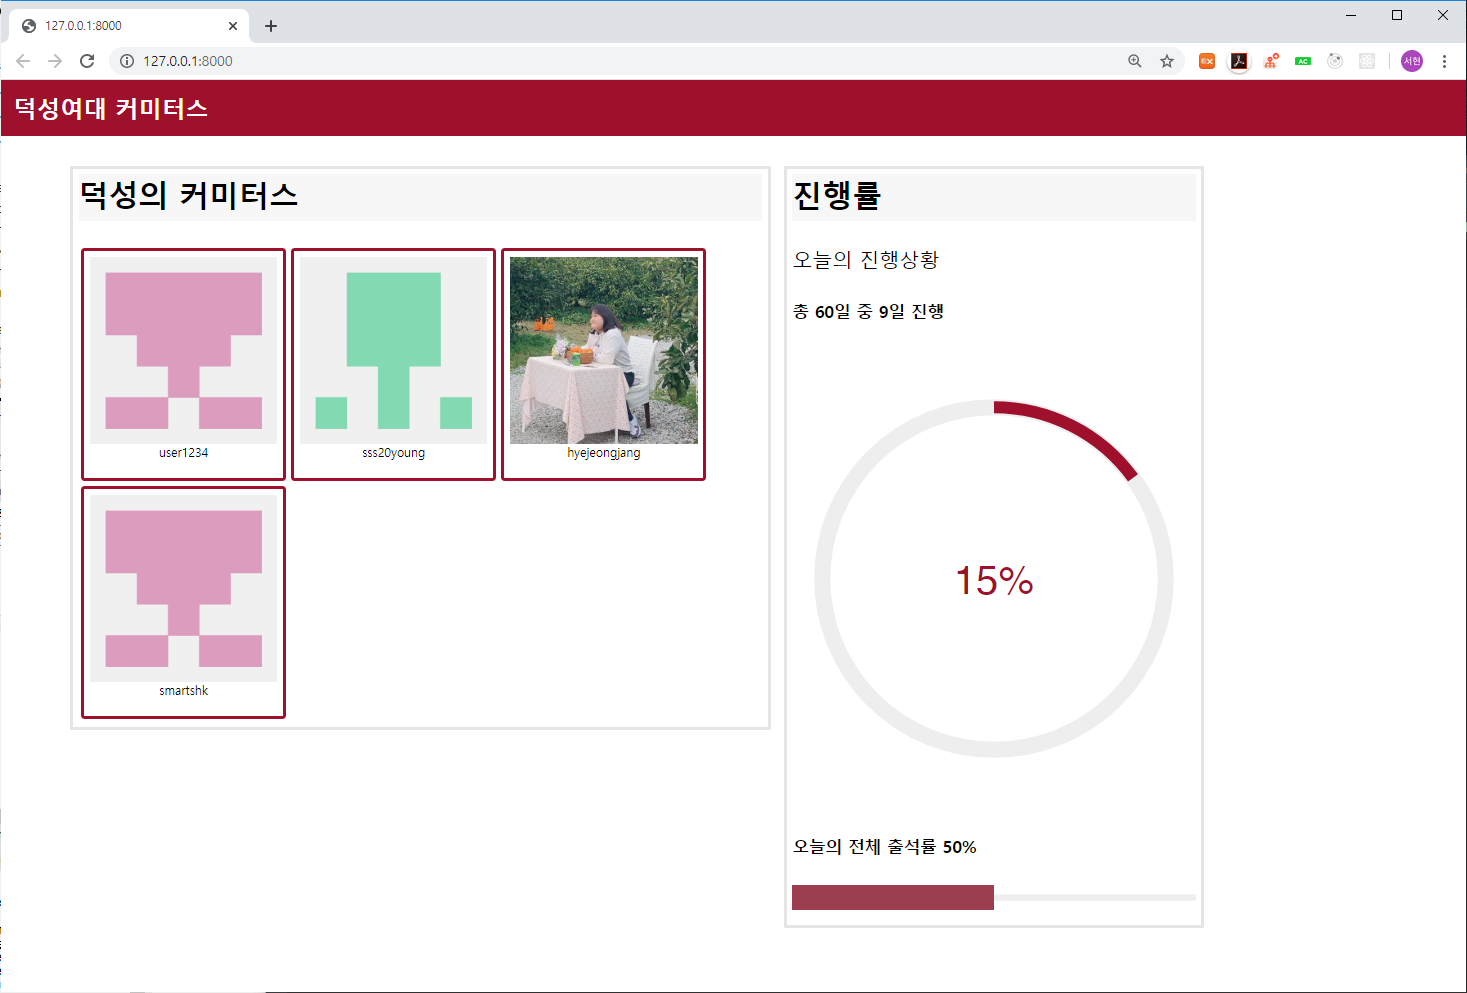 127.0.0.1:8000
127.0.0.1:8000
EX
AC
서현
덕성여대 커미터스
덕성의 커미터스
user1234
sss20young
hyejeongjang
smartshk
진행률
오늘의 진행상황
총 60일 중 9일 진행
15%
오늘의 전체 출석률 50%